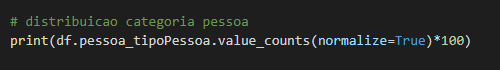 # distribuicao categoria pessoa
print(df.pessoa_tipoPessoa.value_counts(normalize=True)*100)